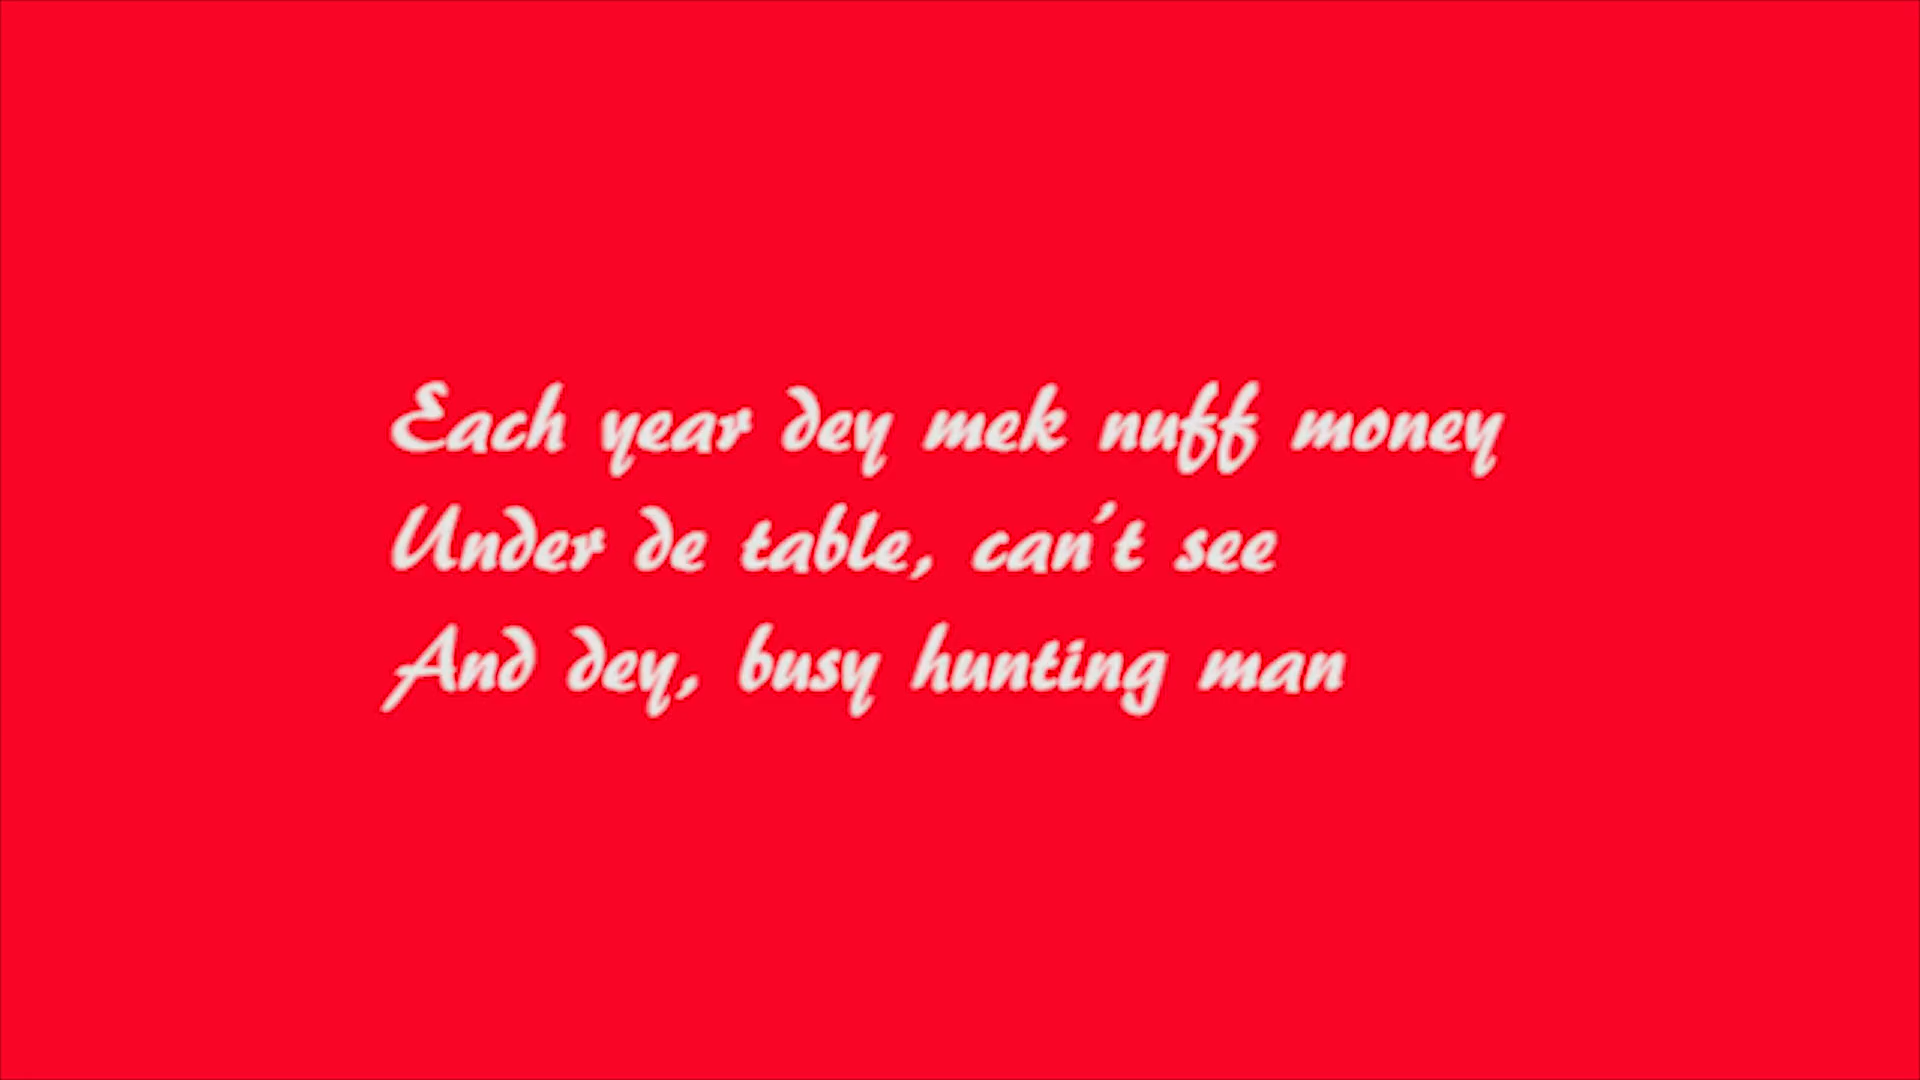 Each year dey mek nuff money
Under de table, can't see
And dey, busy hunting man